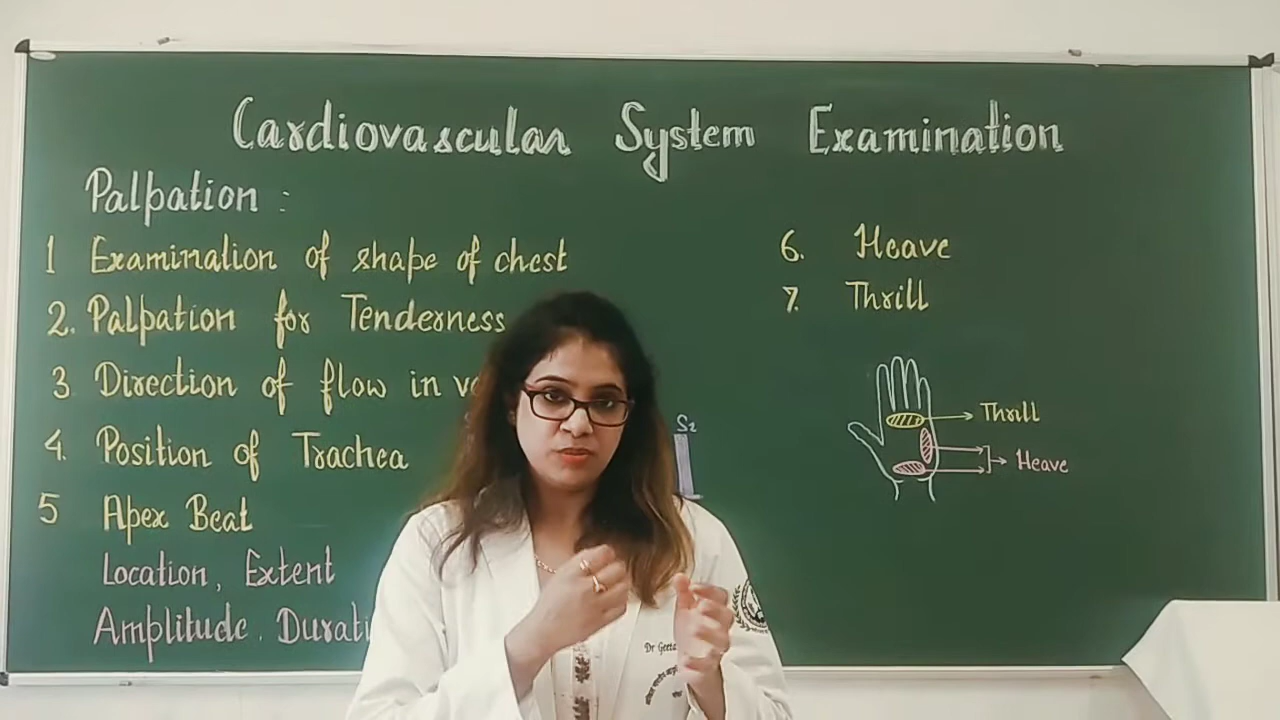 Cardiovascular System Examination
Palpation :
1 Examination of shape of chest
2. Palpation for Tenderness
3 Direction of flow in
4. Position of Trachea
5 Apex Beat
Location, Extent
Amplitude,
6. Heave
7. Thrill
S2
Thrill
Heave
Dr